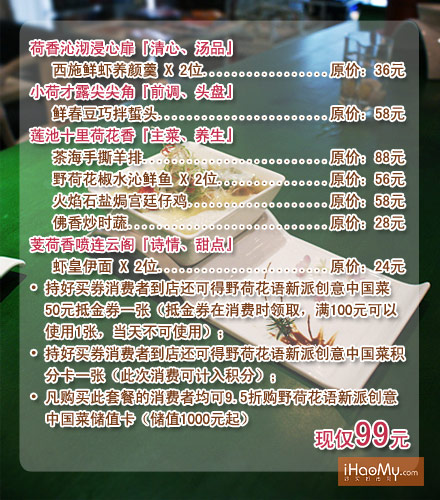 荷香沁沏浸心扉『清心、汤品』
西施鲜虾养颜羹 X 2位......................原价：36元
小荷才露尖尖角『前调、头盘』
鲜春豆巧拌蜇头......................原价：58元
莲池十里荷花香『主菜、养生』
茶海手撕羊排......................原价：88元
野荷花椒水沁鲜鱼 X 2位......................原价：56元
火焰石盐焗宫廷仔鸡......................原价：58元
佛香炒时蔬......................原价：28元
芰荷香喷连云阁『诗情、甜点』
虾皇伊面 X 2位......................原价：24元
• 持好买券消费者到店还可得野荷花语新派创意中国菜
50元抵金券一张（抵金券在消费时领取，满100元可以
使用1张，当天不可使用）；
• 持好买券消费者到店还可得野荷花语新派创意中国菜积
分卡一张（此次消费可计入积分）；
• 凡购买此套餐的消费者均可9.5折购野荷花语新派创意
中国菜储值卡（储值1000元起）
现仅99元
iHaoMy.com